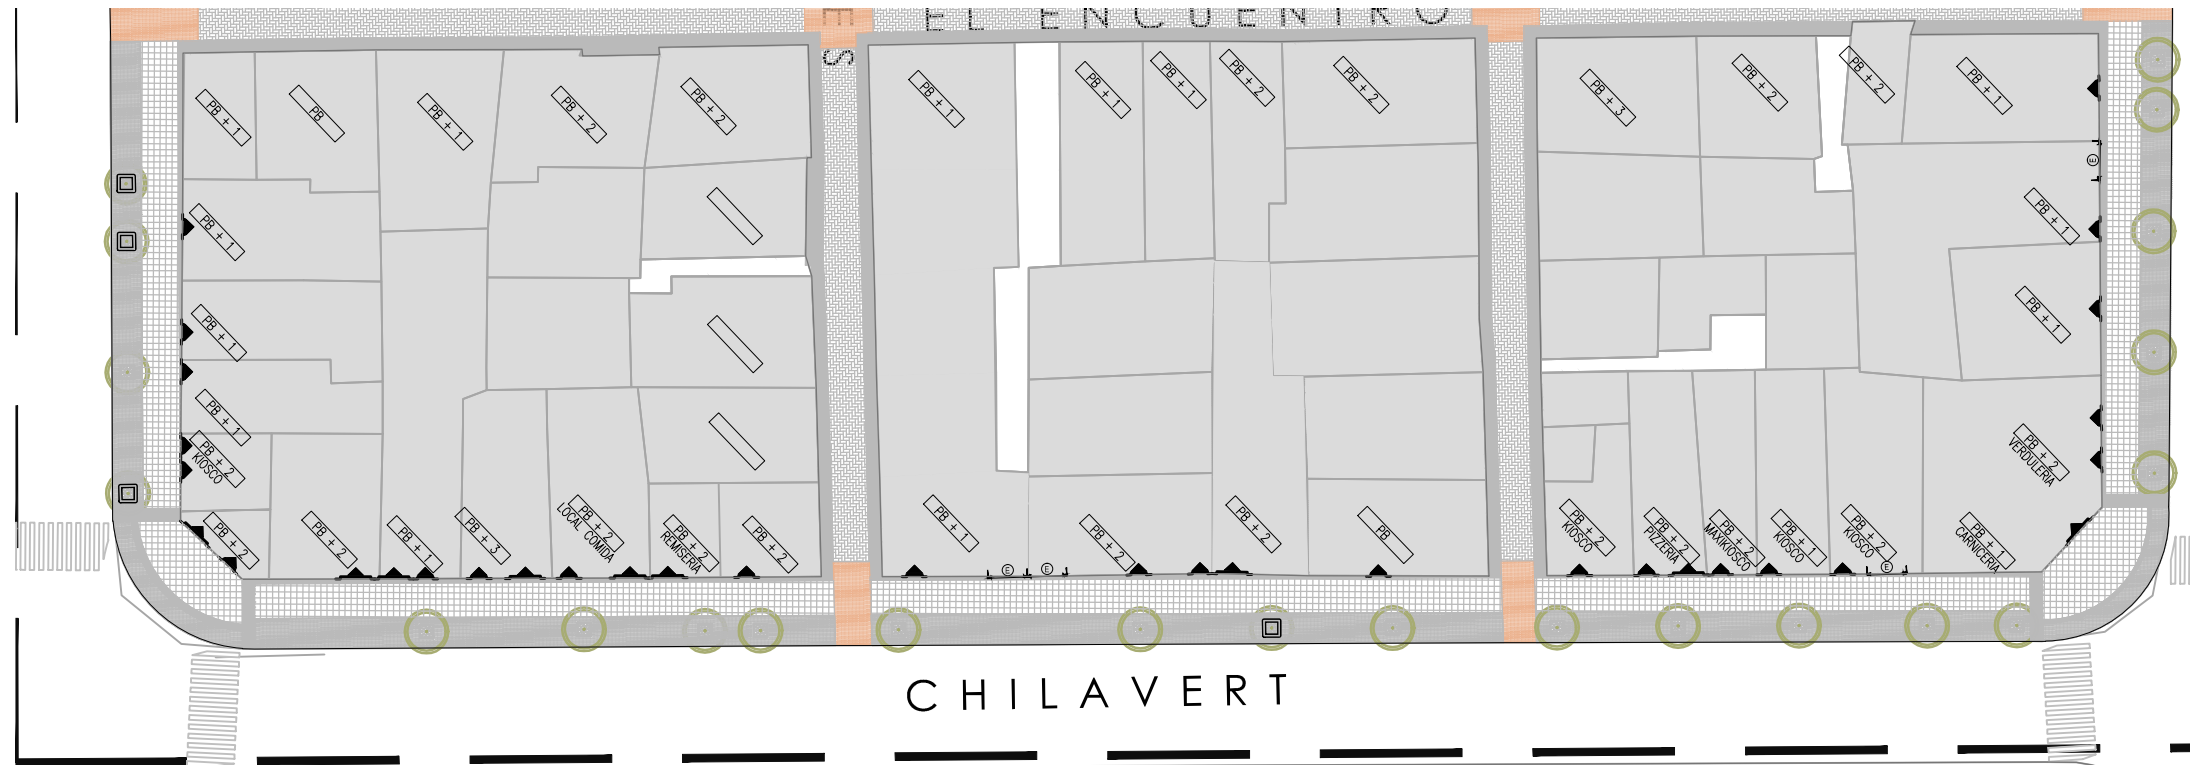 EL ENCUENTRO
ES
PB + 1
PB
PB + 1
PB + 2
PB + 2
PB + 1
PB + 1
PB + 1
PB + 2
PB + 2
PB + 3
PB + 2
PB + 2
PB + 1
E
PB + 1
PB + 1
PB + 1
PB + 1
PB + 1
PB + 2
KIOSCO
PB + 2
VERDULERIA
PB + 2
PB + 2
PB + 1
PB + 3
PB + 2
LOCAL COMIDA
PB + 2
REMISERIA
PB + 2
PB + 1
PB + 2
PB + 2
PB
PB + 2
KIOSCO
PB + 2
PIZZERIA
PB + 2
MAXIKIOSCO
PB + 1
KIOSCO
PB + 2
KIOSCO
PB + 1
CARNICERIA
E
E
E
CHILAVERT